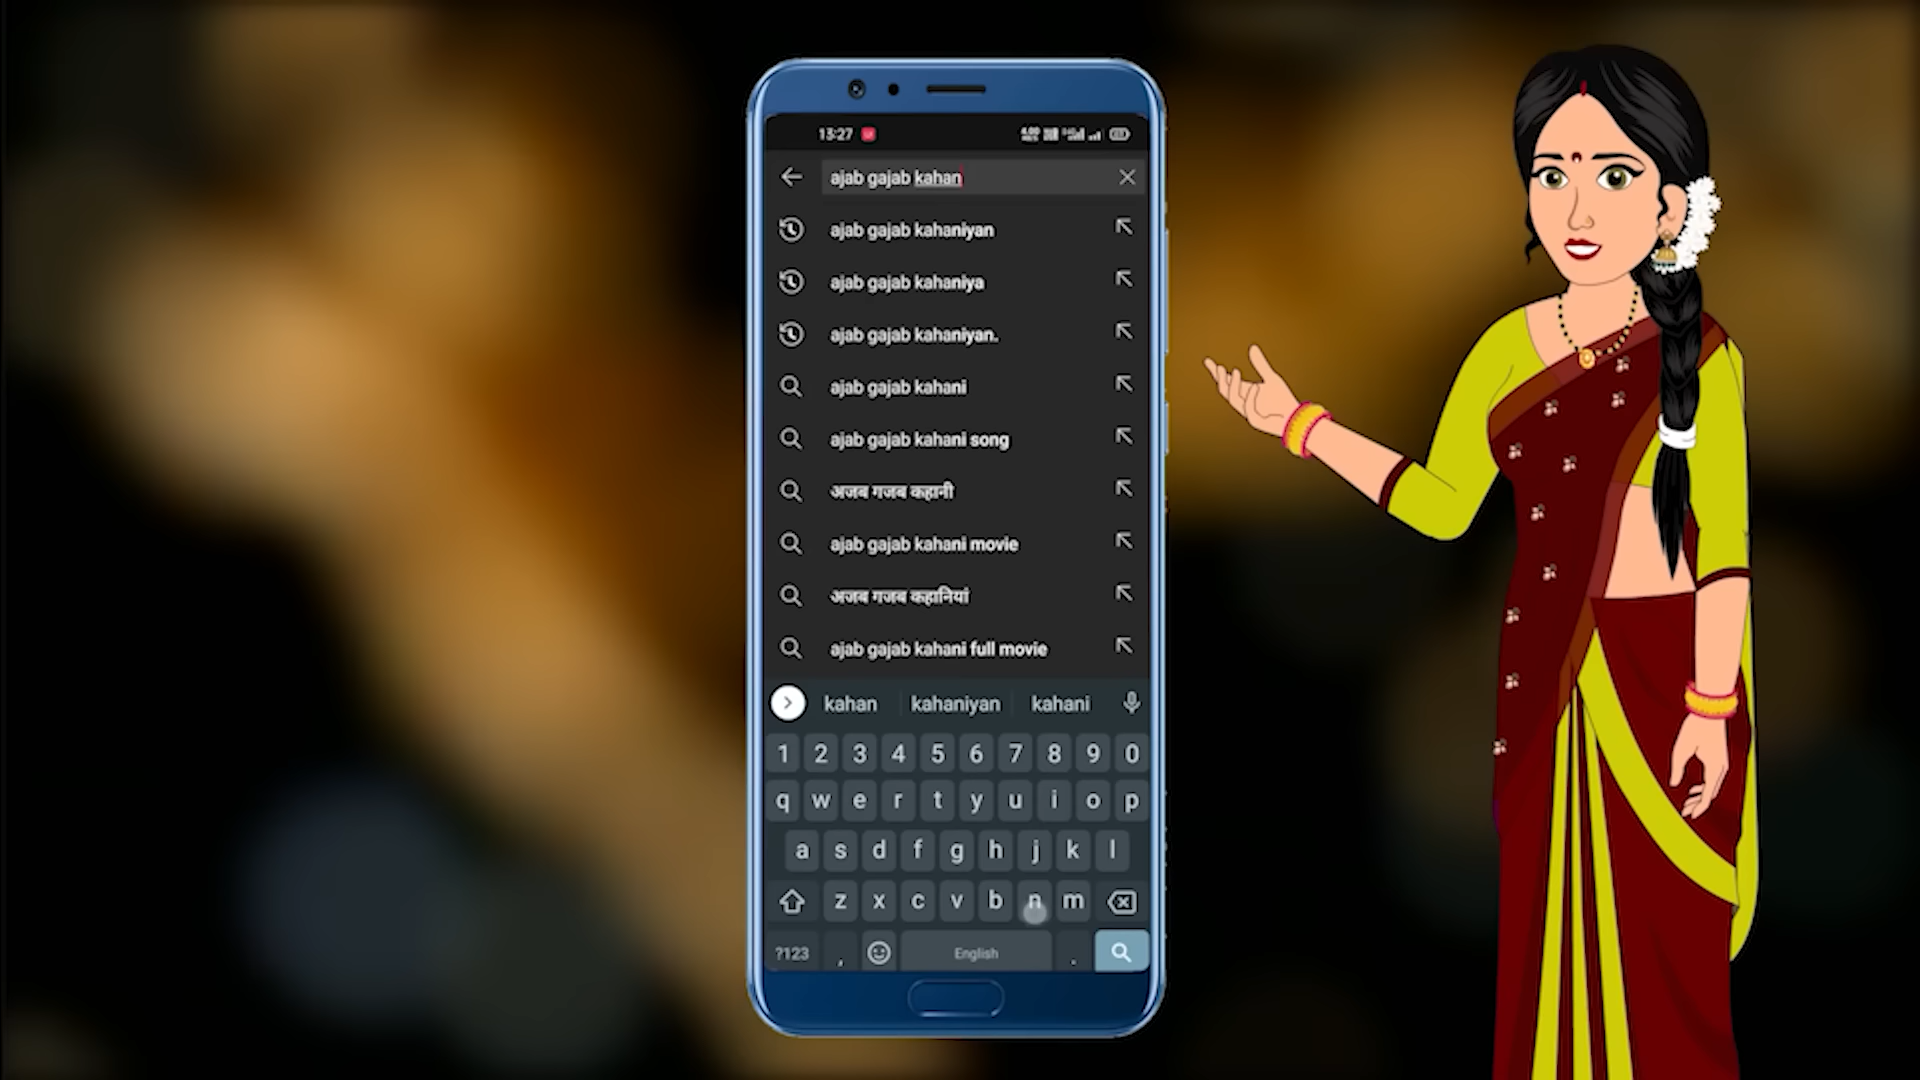 13:27
ajab gajab kahan
ajab gajab kahaniyan
ajab gajab kahaniya
ajab gajab kahaniyan.
ajab gajab kahani
ajab gajab kahani song
अजब गजब कहानी
ajab gajab kahani movie
अजब गजब कहानियां
ajab gajab kahani full movie
kahan kahaniyan kahani
1 2 3 4 5 6 7 8 9 0
q w e r t y u i o p
a s d f g h j k l
z x c v b n m
?123 , English .